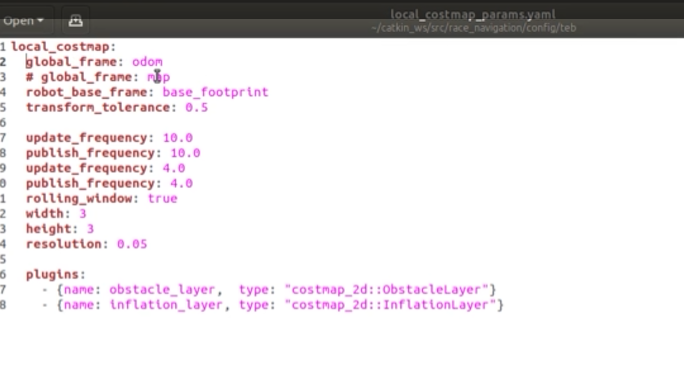 Open
local_costmap_params.yaml
~/catkin_ws/src/race_navigation/config/teb
1 local_costmap:
2 global_frame: odom
3 # global_frame: map
4 robot_base_frame: base_footprint
5 transform_tolerance: 0.5
6
7 update_frequency: 10.0
8 publish_frequency: 10.0
9 update_frequency: 4.0
0 publish_frequency: 4.0
1 rolling_window: true
2 width: 3
3 height: 3
4 resolution: 0.05
5
6 plugins:
7 - {name: obstacle_layer, type: "costmap_2d::ObstacleLayer"}
8 - {name: inflation_layer, type: "costmap_2d::InflationLayer"}